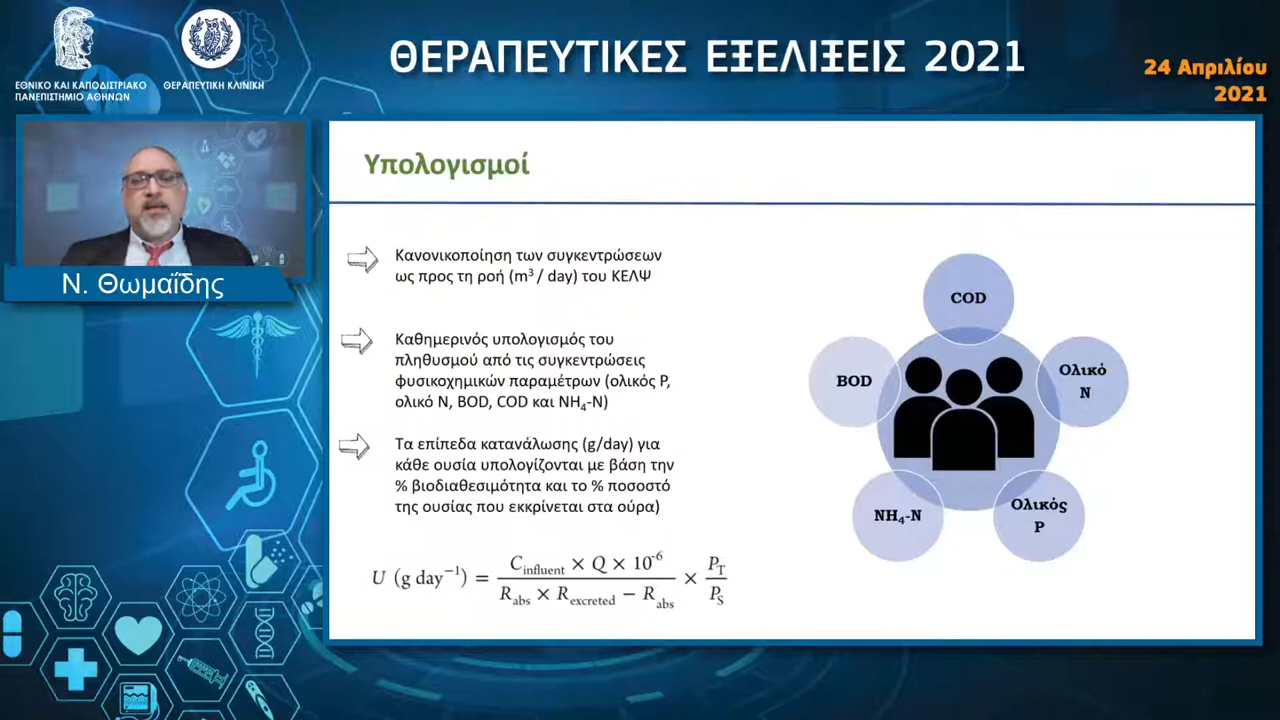 ΕΘΝΙΚΟ ΚΑΙ ΚΑΠΟΔΙΣΤΡΙΑΚΟ
ΠΑΝΕΠΙΣΤΗΜΙΟ ΑΘΗΝΩΝ
ΘΕΡΑΠΕΥΤΙΚΗ ΚΛΙΝΙΚΗ
ΘΕΡΑΠΕΥΤΙΚΕΣ ΕΞΕΛΙΞΕΙΣ 2021
24 Απριλίου
2021
Ν. Θωμαΐδης
Υπολογισμοί
Κανονικοποίηση των συγκεντρώσεων
ως προς τη ροή (m³ / day) του ΚΕΛΨ
Καθημερινός υπολογισμός του
πληθυσμού από τις συγκεντρώσεις
φυσικοχημικών παραμέτρων (ολικός P,
ολικό N, BOD, COD και NH₄-N)
Τα επίπεδα κατανάλωσης (g/day) για
κάθε ουσία υπολογίζονται με βάση την
% βιοδιαθεσιμότητα και το % ποσοστό
της ουσίας που εκκρίνεται στα ούρα)
U (g day⁻¹) = (C_influent × Q × 10⁻⁶) / (R_abs × R_excreted − R_abs) × P_T / P_S
COD
BOD
Ολικό
N
NH₄-N
Ολικός
P